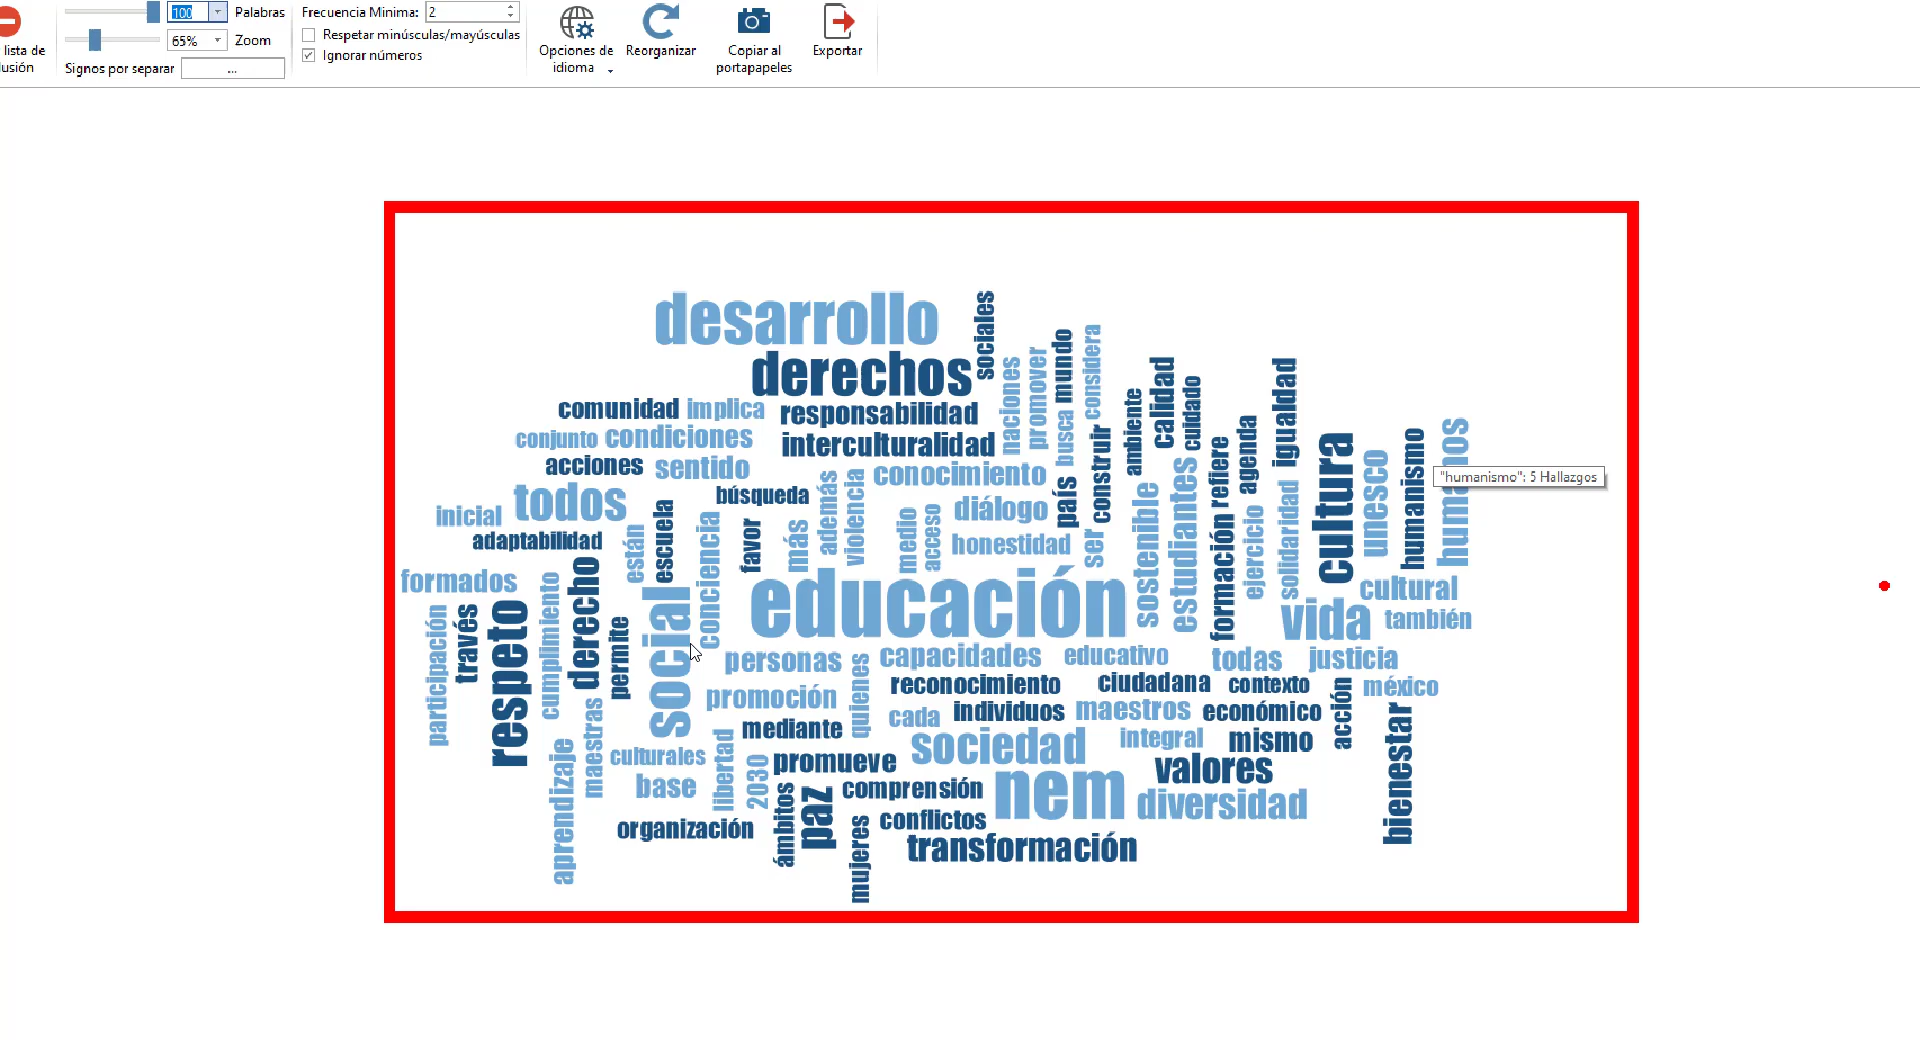 lista de
lusión
100 Palabras
65% Zoom
Signos por separar ...
Frecuencia Minima: 2
Respetar minúsculas/mayúsculas
Ignorar números
Opciones de
idioma
Reorganizar
Copiar al
portapapeles
Exportar
desarrollo
sociales
derechos
comunidad
implica
responsabilidad
naciones
promover
mundo
considera
conjunto
condiciones
interculturalidad
busca
construir
ambiente
calidad
cuidado
igualdad
acciones
sentido
conocimiento
refiere
agenda
cultura
unesco
humanismo
humanos
"humanismo": 5 Hallazgos
todos
búsqueda
además
violencia
país
sostenible
estudiantes
inicial
están
escuela
conciencia
favor
más
medio
acceso
diálogo
ser
formación
ejercicio
solidaridad
adaptabilidad
honestidad
formados
derecho
educación
vida
cultural
también
participación
través
respeto
cumplimiento
permite
social
personas
quienes
capacidades
educativo
todas
justicia
promoción
reconocimiento
ciudadana
contexto
acción
méxico
maestras
mediante
cada
individuos
maestros
económico
aprendizaje
culturales
libertad
2030
promueve
sociedad
integral
mismo
bienestar
base
ámbitos
paz
comprensión
nem
valores
diversidad
organización
mujeres
conflictos
transformación